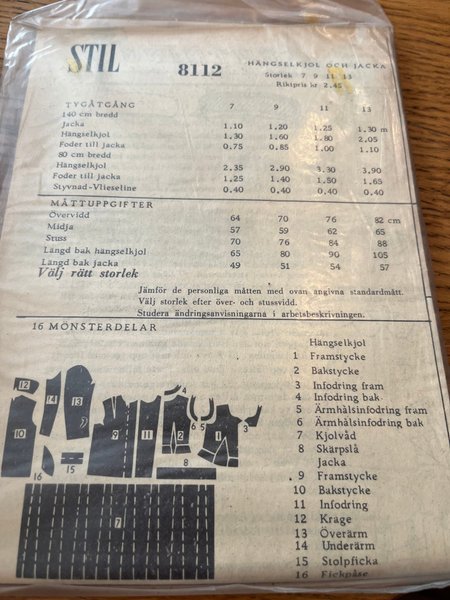 STIL
8112
HÄNGSELKJOL OCH JACKA
Storlek 7 9 11 13
Riktpris kr 2.45
TYGÅTGÅNG 7 9 11 13
140 cm bredd
Jacka 1.10 1.20 1.25 1.30 m
Hängselkjol 1.30 1.60 1.80 2.05
Foder till jacka 0.75 0.85 1.00 1.10
80 cm bredd
Hängselkjol 2.35 2.90 3.30 3.90
Foder till jacka 1.25 1.40 1.50 1.65
Styvnad-Vlieseline 0.40 0.40 0.40 0.40
MÅTTUPPGIFTER
Övervidd 64 70 76 82 cm
Midja 57 59 62 65
Stuss 70 76 84 88
Längd bak hängselkjol 65 80 90 105
Längd bak jacka 49 51 54 57
Välj rätt storlek
Jämför de personliga måtten med ovan angivna standardmått.
Välj storlek efter över- och stussvidd.
Studera ändringsanvisningarna i arbetsbeskrivningen.
16 MÖNSTERDELAR
Hängselkjol
1 Framstycke
2 Bakstycke
3 Infodring fram
4 Infodring bak
5 Ärmhålsinfodring fram
6 Ärmhålsinfodring bak
7 Kjolvåd
8 Skärpslå
Jacka
9 Framstycke
10 Bakstycke
11 Infodring
12 Krage
13 Överärm
14 Underärm
15 Stolpficka
16 Fickpåse
12
14
13
10
9
11
2
4
6
5
1
3
16
15
8
7